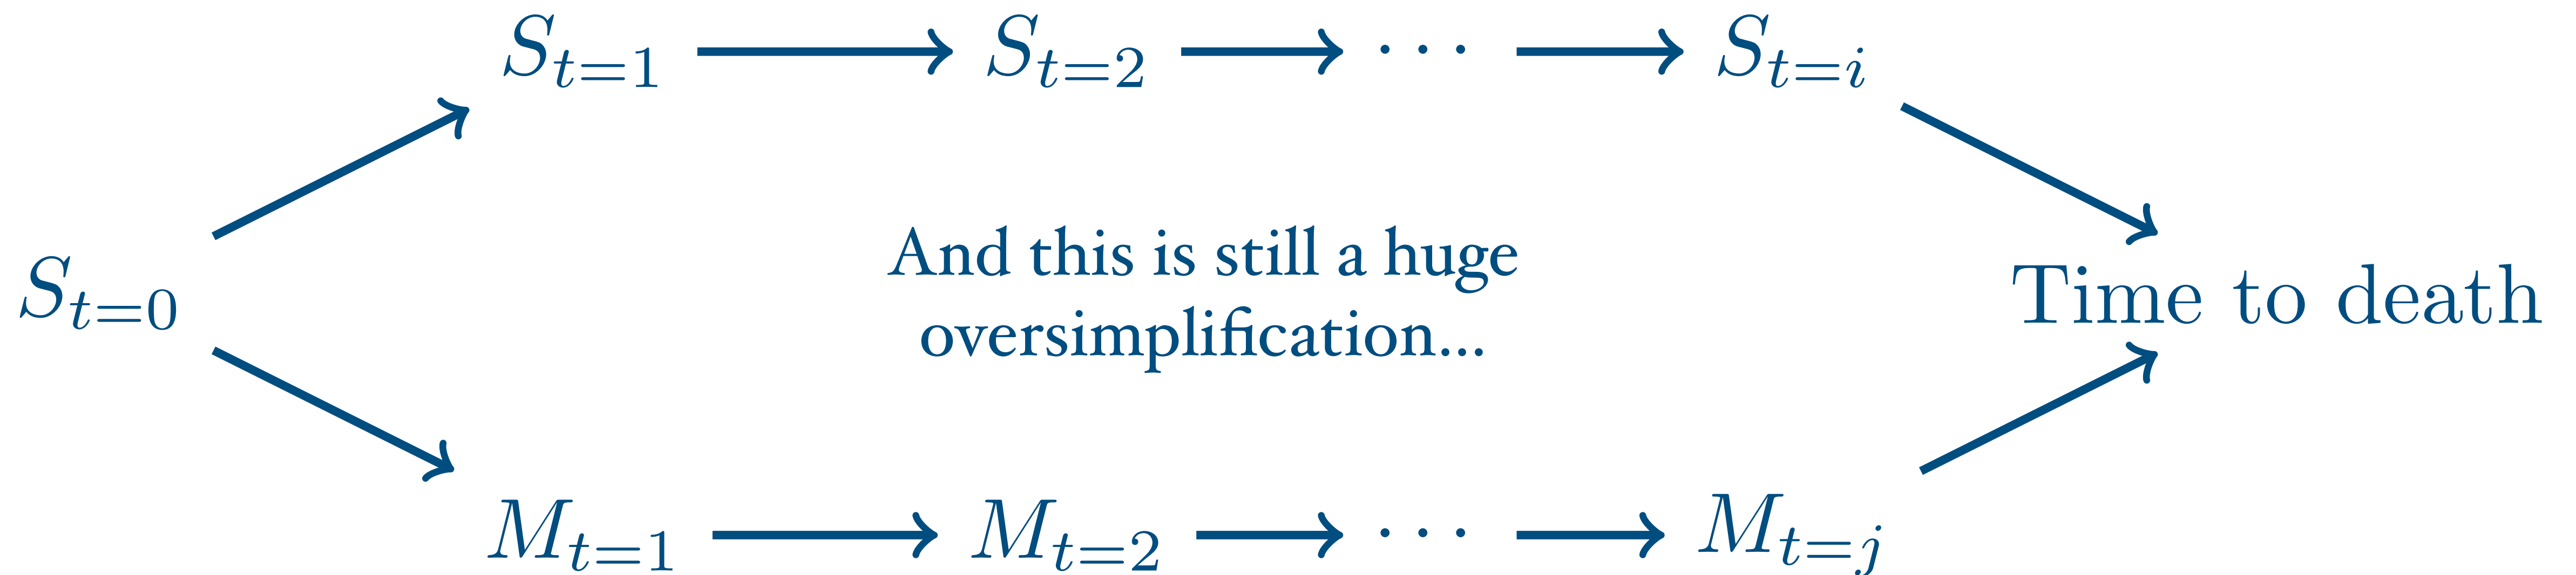 S_{t=1} → S_{t=2} → ··· → S_{t=i}
And this is still a huge
S_{t=0}
Time to death
oversimplification...
M_{t=1} → M_{t=2} → ··· → M_{t=j}